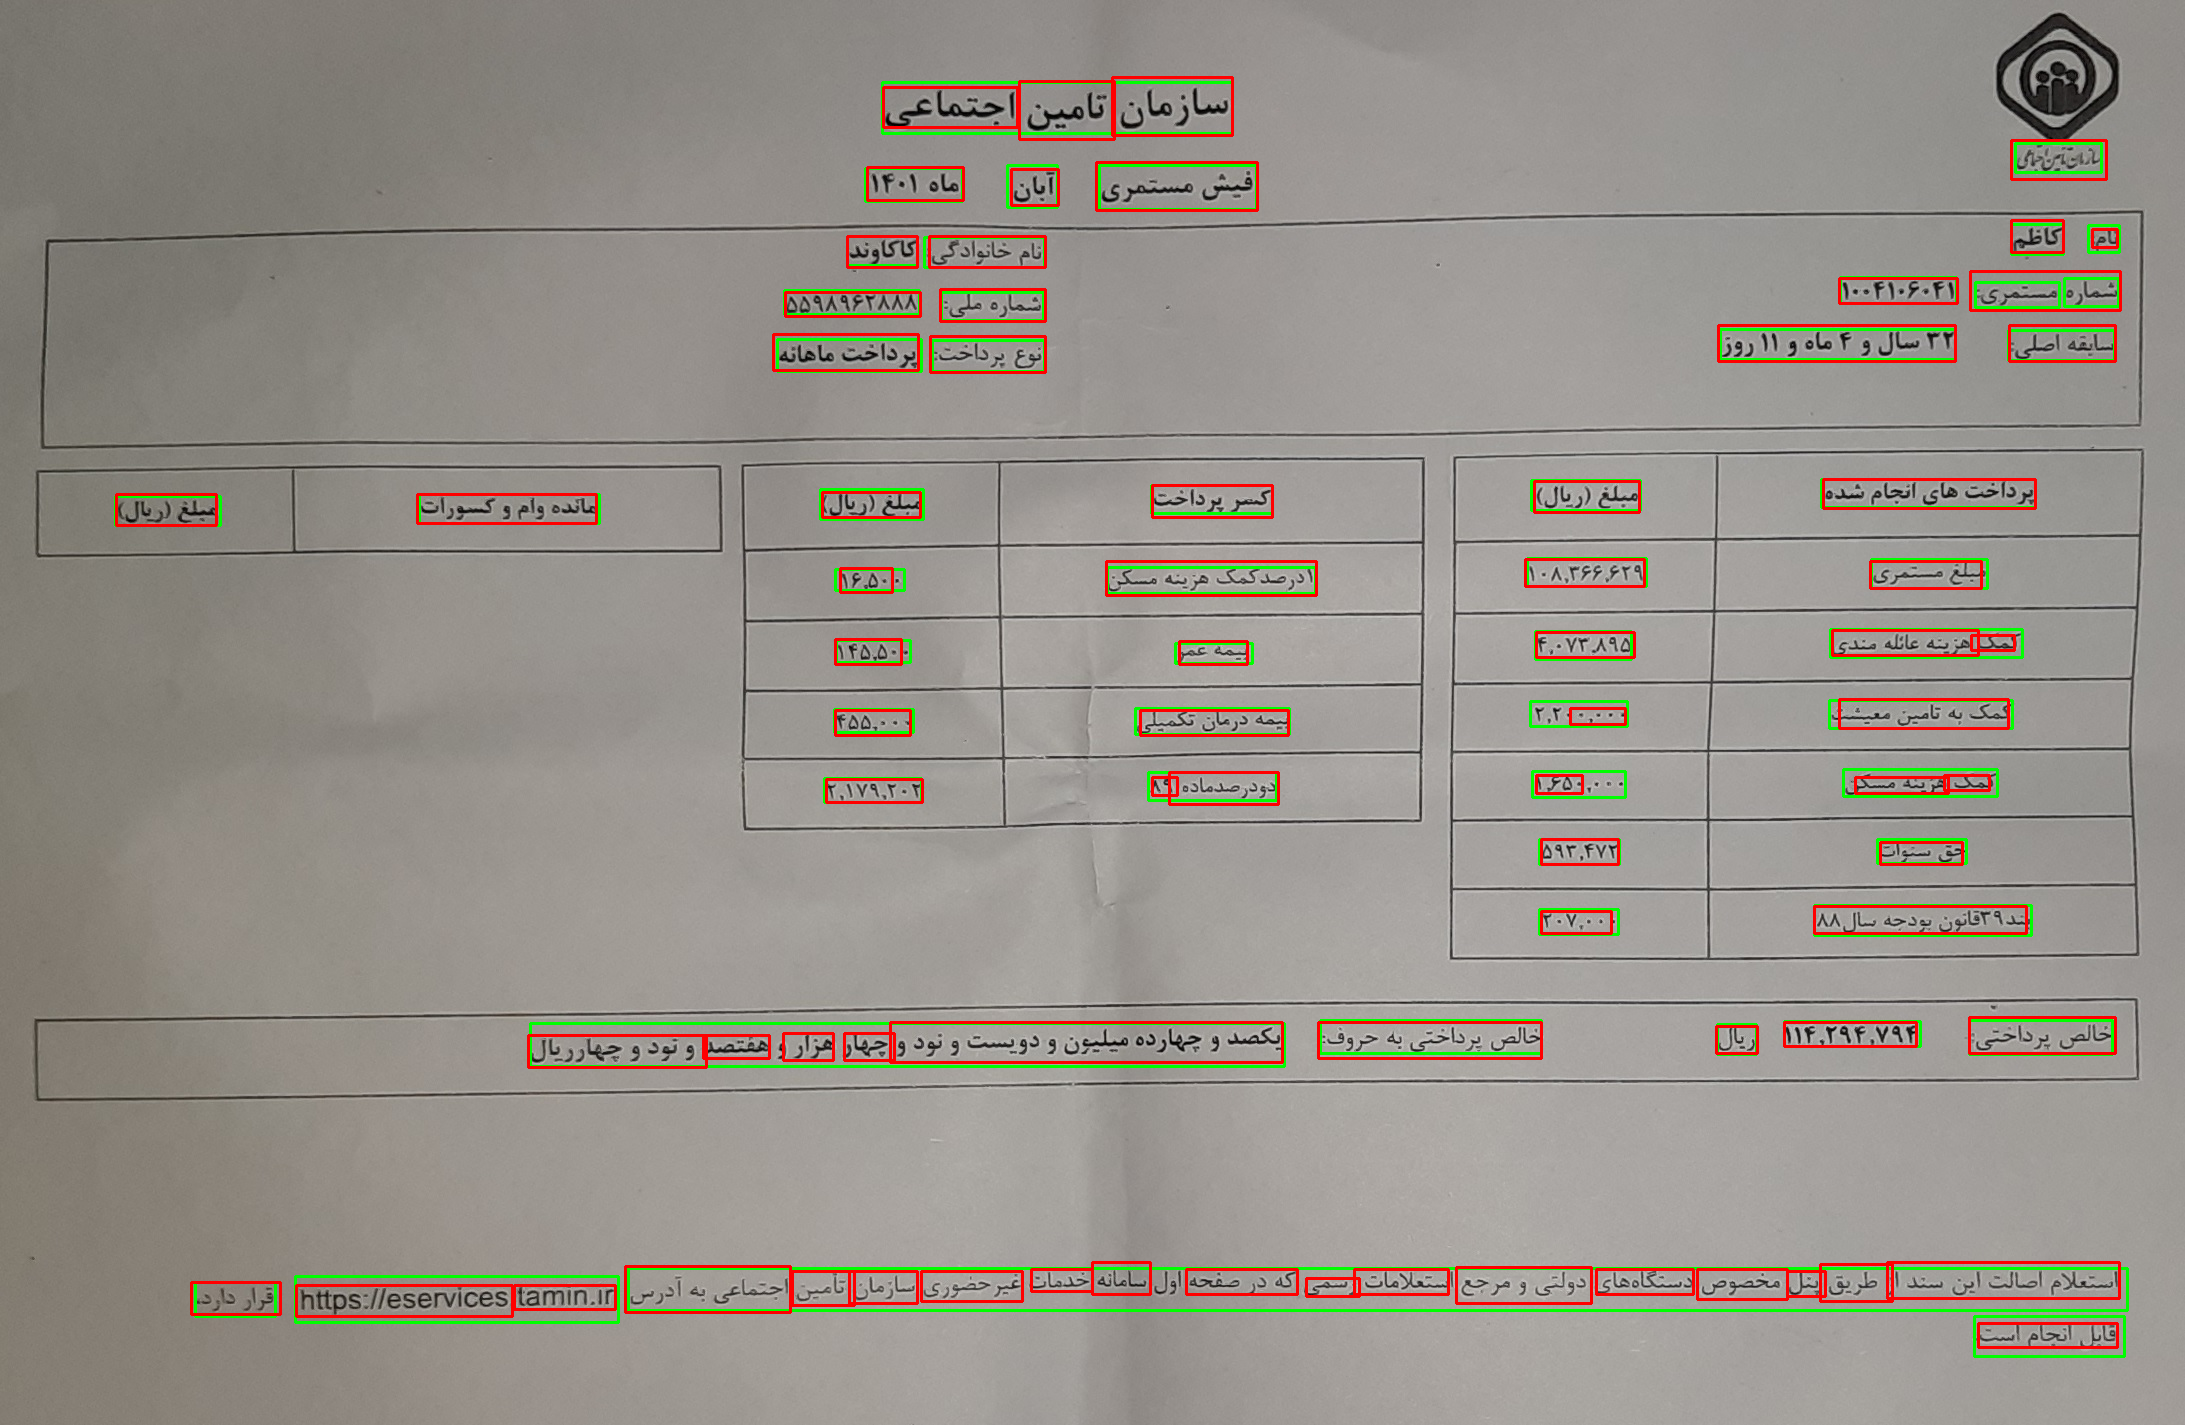 سازمان تامین اجتماعی
سازمان تامین اجتماعی
فیش مستمری آبان ماه ۱۴۰۱
نام: کاظم نام خانوادگی: کاکاوند
شماره مستمری: ۱۰۰۴۱۰۶۰۴۱ شماره ملی: ۵۵۹۸۹۶۲۸۸۸
سابقه اصلی: ۳۲ سال و ۴ ماه و ۱۱ روز نوع پرداخت: پرداخت ماهانه
پرداخت های انجام شده مبلغ (ریال) کسر پرداخت مبلغ (ریال) مانده وام و کسورات مبلغ (ریال)
مبلغ مستمری ۱۰۸,۳۶۶,۶۲۹ ۱درصدکمک هزینه مسکن ۱۶,۵۰۰
کمک هزینه عائله مندی ۴,۰۷۳,۸۹۵ بیمه عمر ۱۴۵,۵۰۰
کمک به تامین معیشت ۲,۲۰۰,۰۰۰ بیمه درمان تکمیلی ۴۵۵,۰۰۰
کمک هزینه مسکن ۱,۶۵۰,۰۰۰ دودرصدماده ۸۹ ۲,۱۷۹,۲۰۲
حق سنوات ۵۹۳,۴۷۲
بند۳۹قانون بودجه سال۸۸ ۲۰۷,۰۰۰
خالص پرداختی: ۱۱۴,۲۹۴,۷۹۴ ریال خالص پرداختی به حروف: یکصد و چهارده میلیون و دویست و نود و چهار هزار و هفتصد و نود و چهارریال
استعلام اصالت این سند از طریق پنل مخصوص دستگاه‌های دولتی و مرجع استعلامات رسمی که در صفحه اول سامانه خدمات غیرحضوری سازمان تأمین اجتماعی به آدرس https://eservices.tamin.ir قرار دارد،
قابل انجام است.